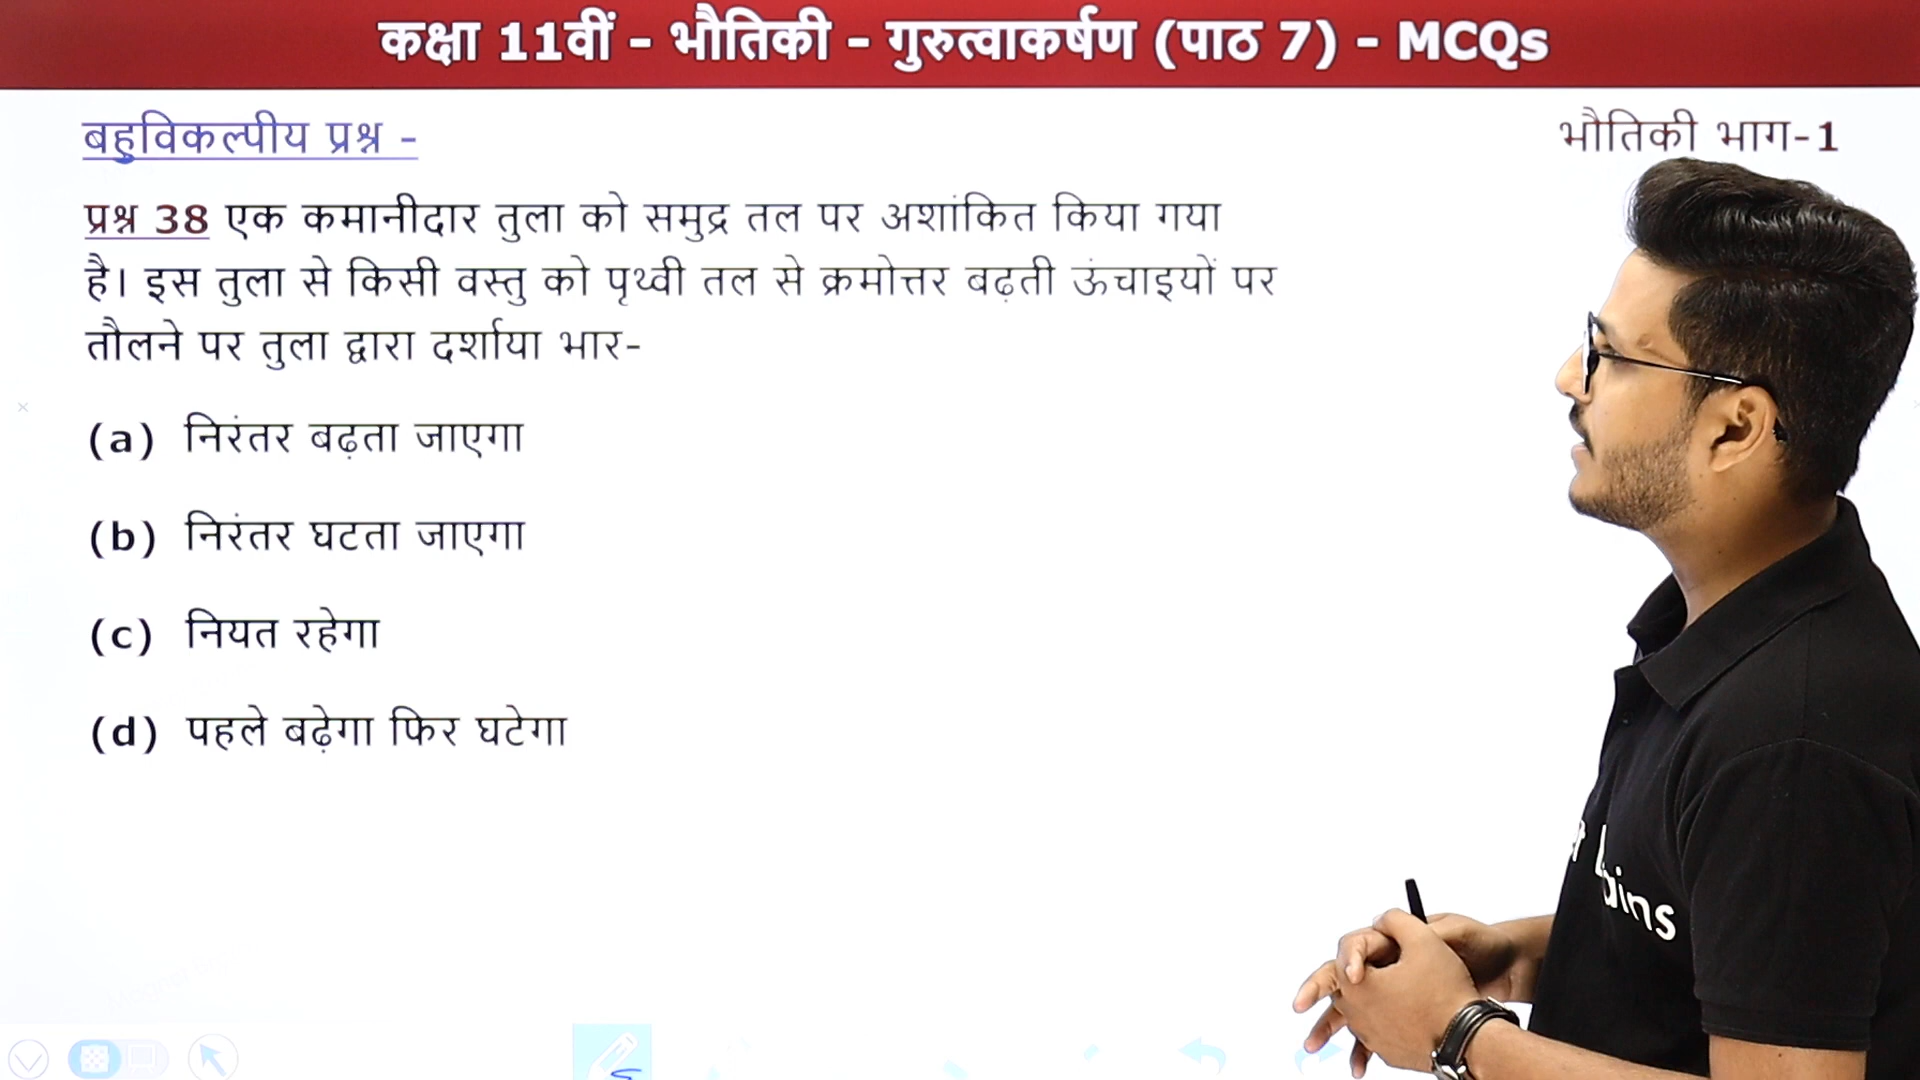 कक्षा 11वीं - भौतिकी - गुरुत्वाकर्षण (पाठ 7) - MCQs
बहुविकल्पीय प्रश्न -
भौतिकी भाग-1
प्रश्न 38 एक कमानीदार तुला को समुद्र तल पर अशांकित किया गया
है। इस तुला से किसी वस्तु को पृथ्वी तल से क्रमोत्तर बढ़ती ऊंचाइयों पर
तौलने पर तुला द्वारा दर्शाया भार-
(a) निरंतर बढ़ता जाएगा
(b) निरंतर घटता जाएगा
(c) नियत रहेगा
(d) पहले बढ़ेगा फिर घटेगा